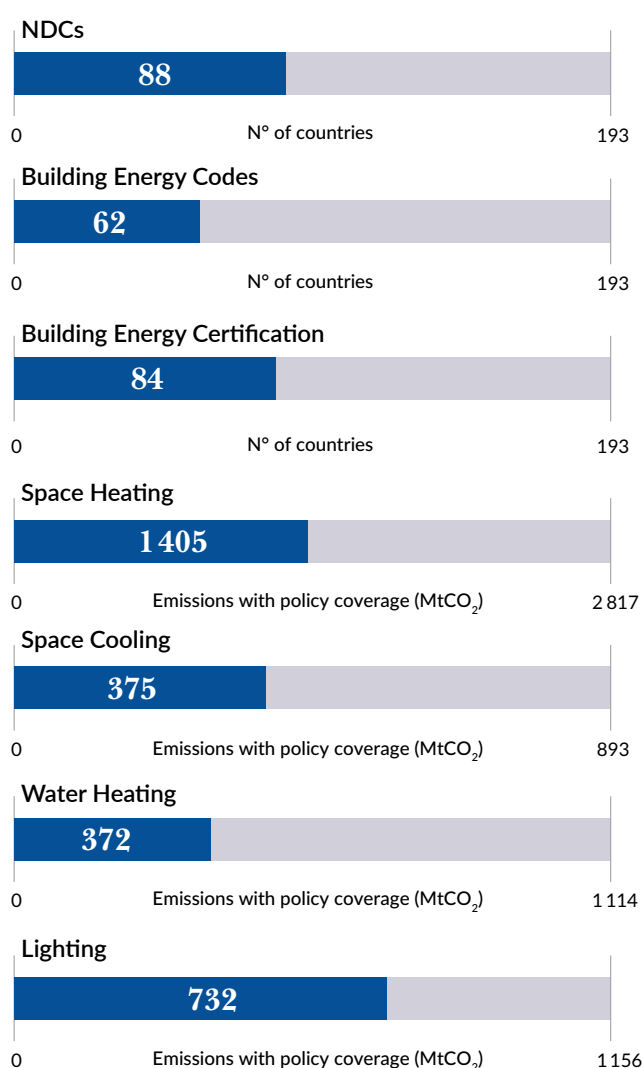 NDCs
88
0 N° of countries 193
Building Energy Codes
62
0 N° of countries 193
Building Energy Certification
84
0 N° of countries 193
Space Heating
1 405
0 Emissions with policy coverage (MtCO₂) 2 817
Space Cooling
375
0 Emissions with policy coverage (MtCO₂) 893
Water Heating
372
0 Emissions with policy coverage (MtCO₂) 1 114
Lighting
732
0 Emissions with policy coverage (MtCO₂) 1 156